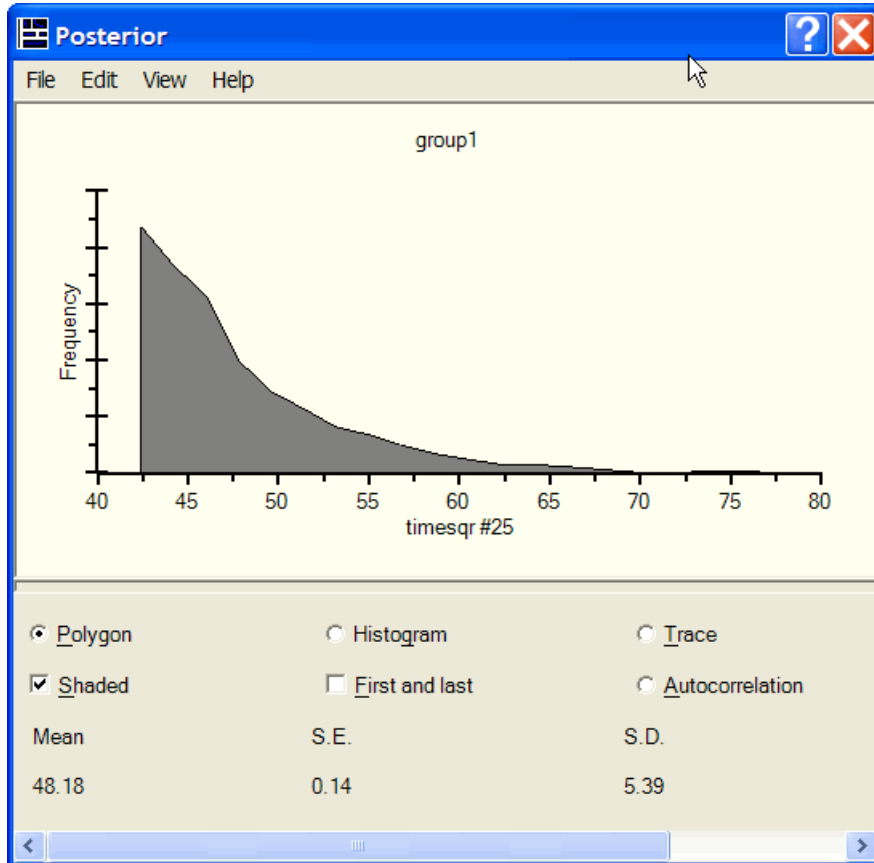 Posterior
File Edit View Help
group1
Frequency
40 45 50 55 60 65 70 75 80
timesqr #25
Polygon Histogram Trace
Shaded First and last Autocorrelation
Mean S.E. S.D.
48.18 0.14 5.39